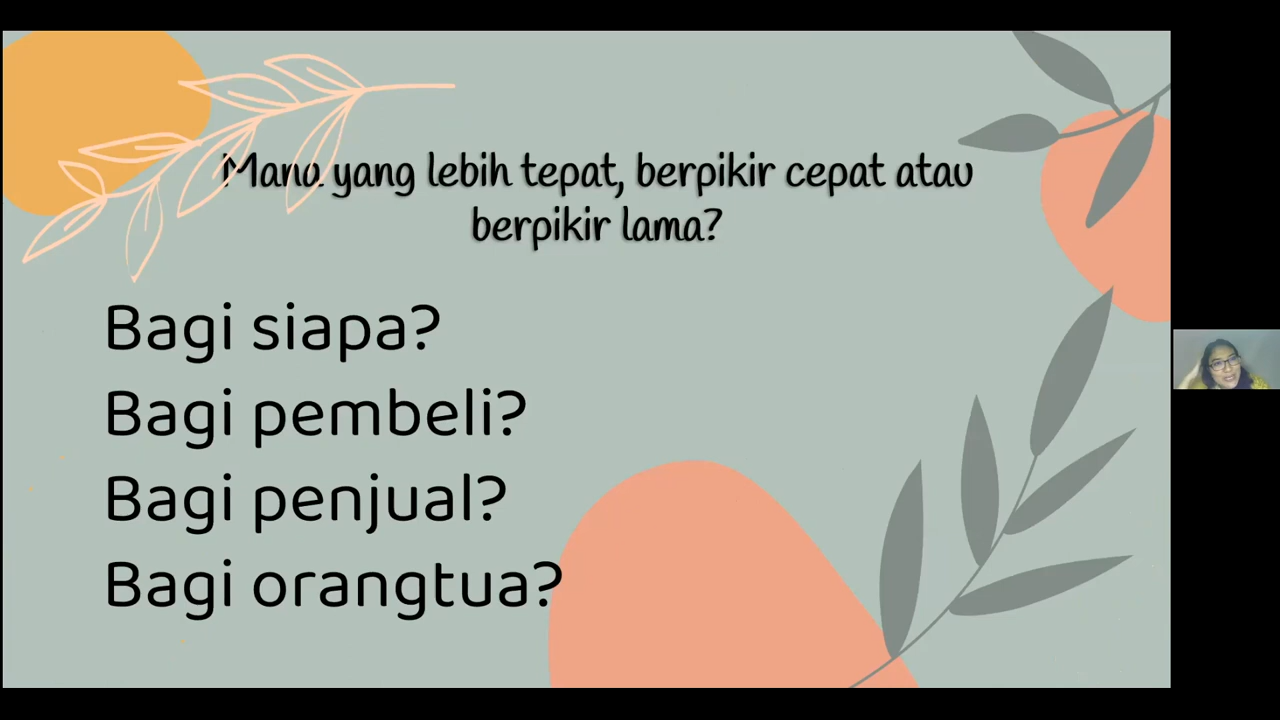 Mana yang lebih tepat, berpikir cepat atau
berpikir lama?
Bagi siapa?
Bagi pembeli?
Bagi penjual?
Bagi orangtua?